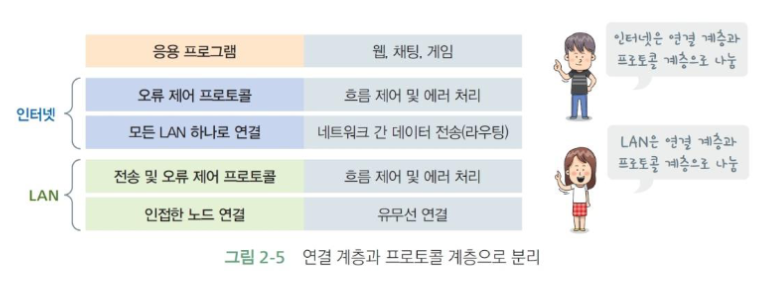 응용 프로그램 웹, 채팅, 게임
인터넷은 연결 계층과
프로토콜 계층으로 나눔
인터넷
오류 제어 프로토콜 흐름 제어 및 에러 처리
모든 LAN 하나로 연결 네트워크 간 데이터 전송(라우팅)
LAN은 연결 계층과
프로토콜 계층으로 나눔
LAN
전송 및 오류 제어 프로토콜 흐름 제어 및 에러 처리
인접한 노드 연결 유무선 연결
그림 2-5 연결 계층과 프로토콜 계층으로 분리